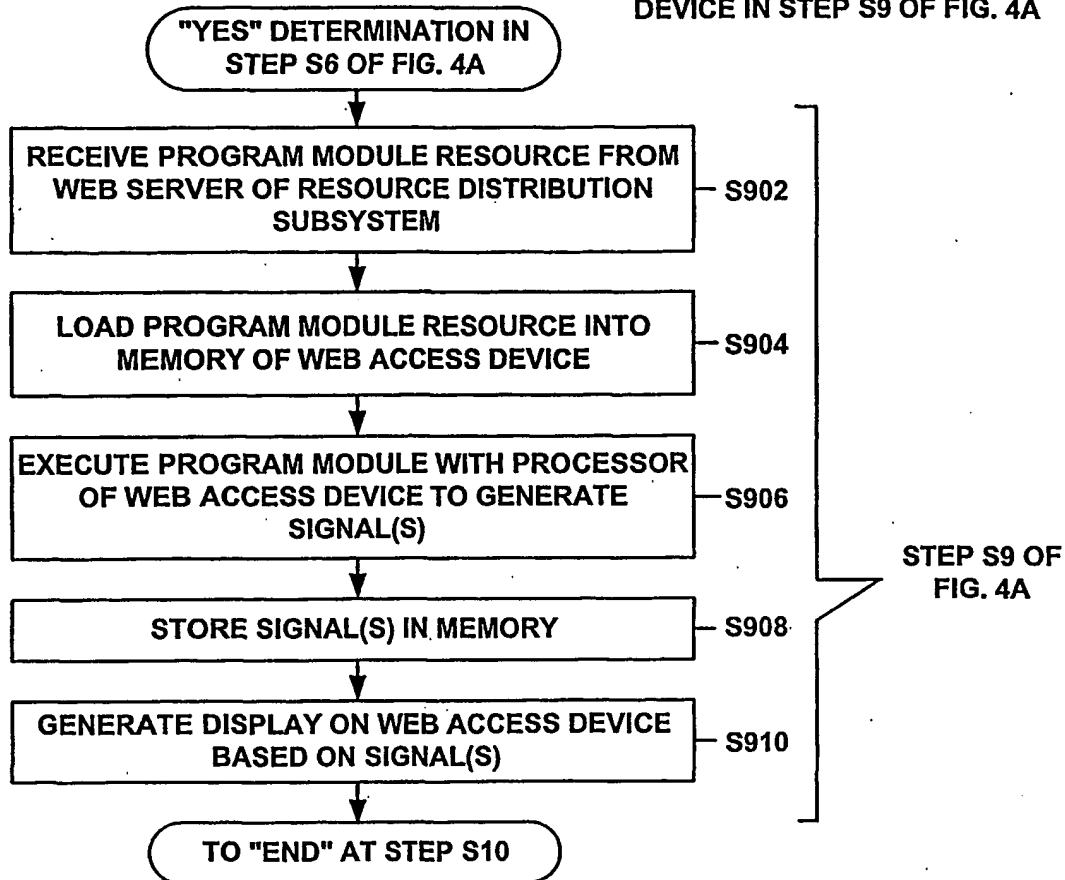 DEVICE IN STEP S9 OF FIG. 4A
"YES" DETERMINATION IN
STEP S6 OF FIG. 4A
RECEIVE PROGRAM MODULE RESOURCE FROM
WEB SERVER OF RESOURCE DISTRIBUTION
SUBSYSTEM
S902
LOAD PROGRAM MODULE RESOURCE INTO
MEMORY OF WEB ACCESS DEVICE
S904
EXECUTE PROGRAM MODULE WITH PROCESSOR
OF WEB ACCESS DEVICE TO GENERATE
SIGNAL(S)
S906
STEP S9 OF
FIG. 4A
STORE SIGNAL(S) IN MEMORY
S908
GENERATE DISPLAY ON WEB ACCESS DEVICE
BASED ON SIGNAL(S)
S910
TO "END" AT STEP S10